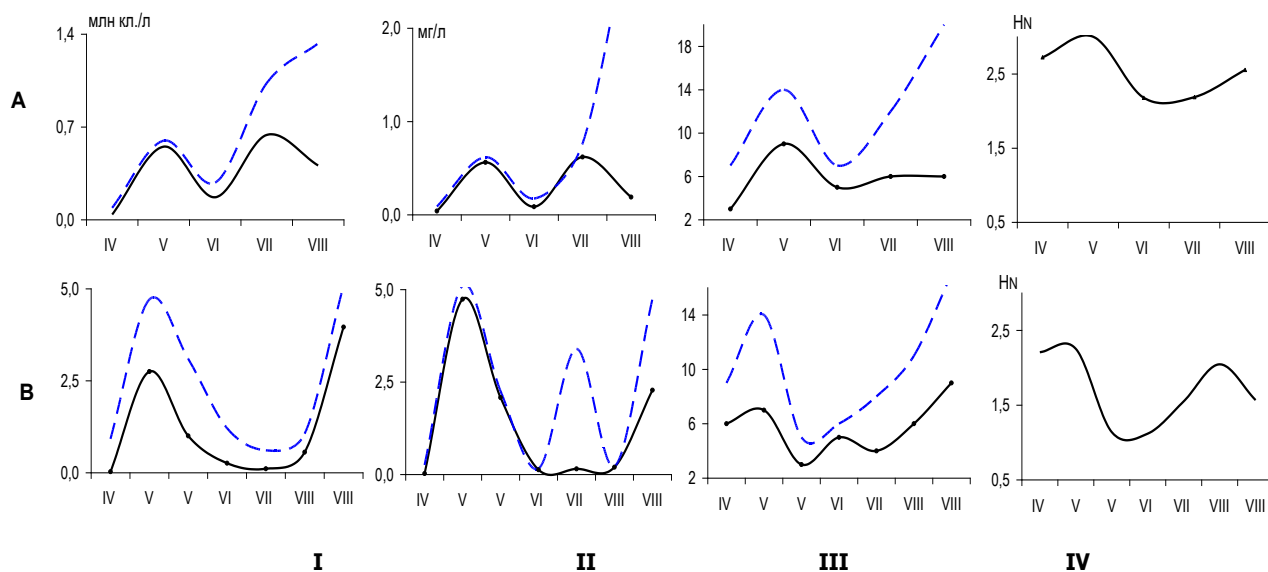 млн кл./л
1,4
0,7
0,0
IV V VI VII VIII
мг/л
2,0
1,0
0,0
IV V VI VII VIII
18
14
10
6
2
IV V VI VII VIII
HN
2,5
1,5
0,5
IV V VI VII VIII
A
5,0
2,5
0,0
IV V V VI VII VIII VIII
5,0
2,5
0,0
IV V V VI VII VIII VIII
14
10
6
2
IV V V VI VII VIII VIII
HN
2,5
1,5
0,5
IV V V VI VII VIII VIII
B
I II III IV